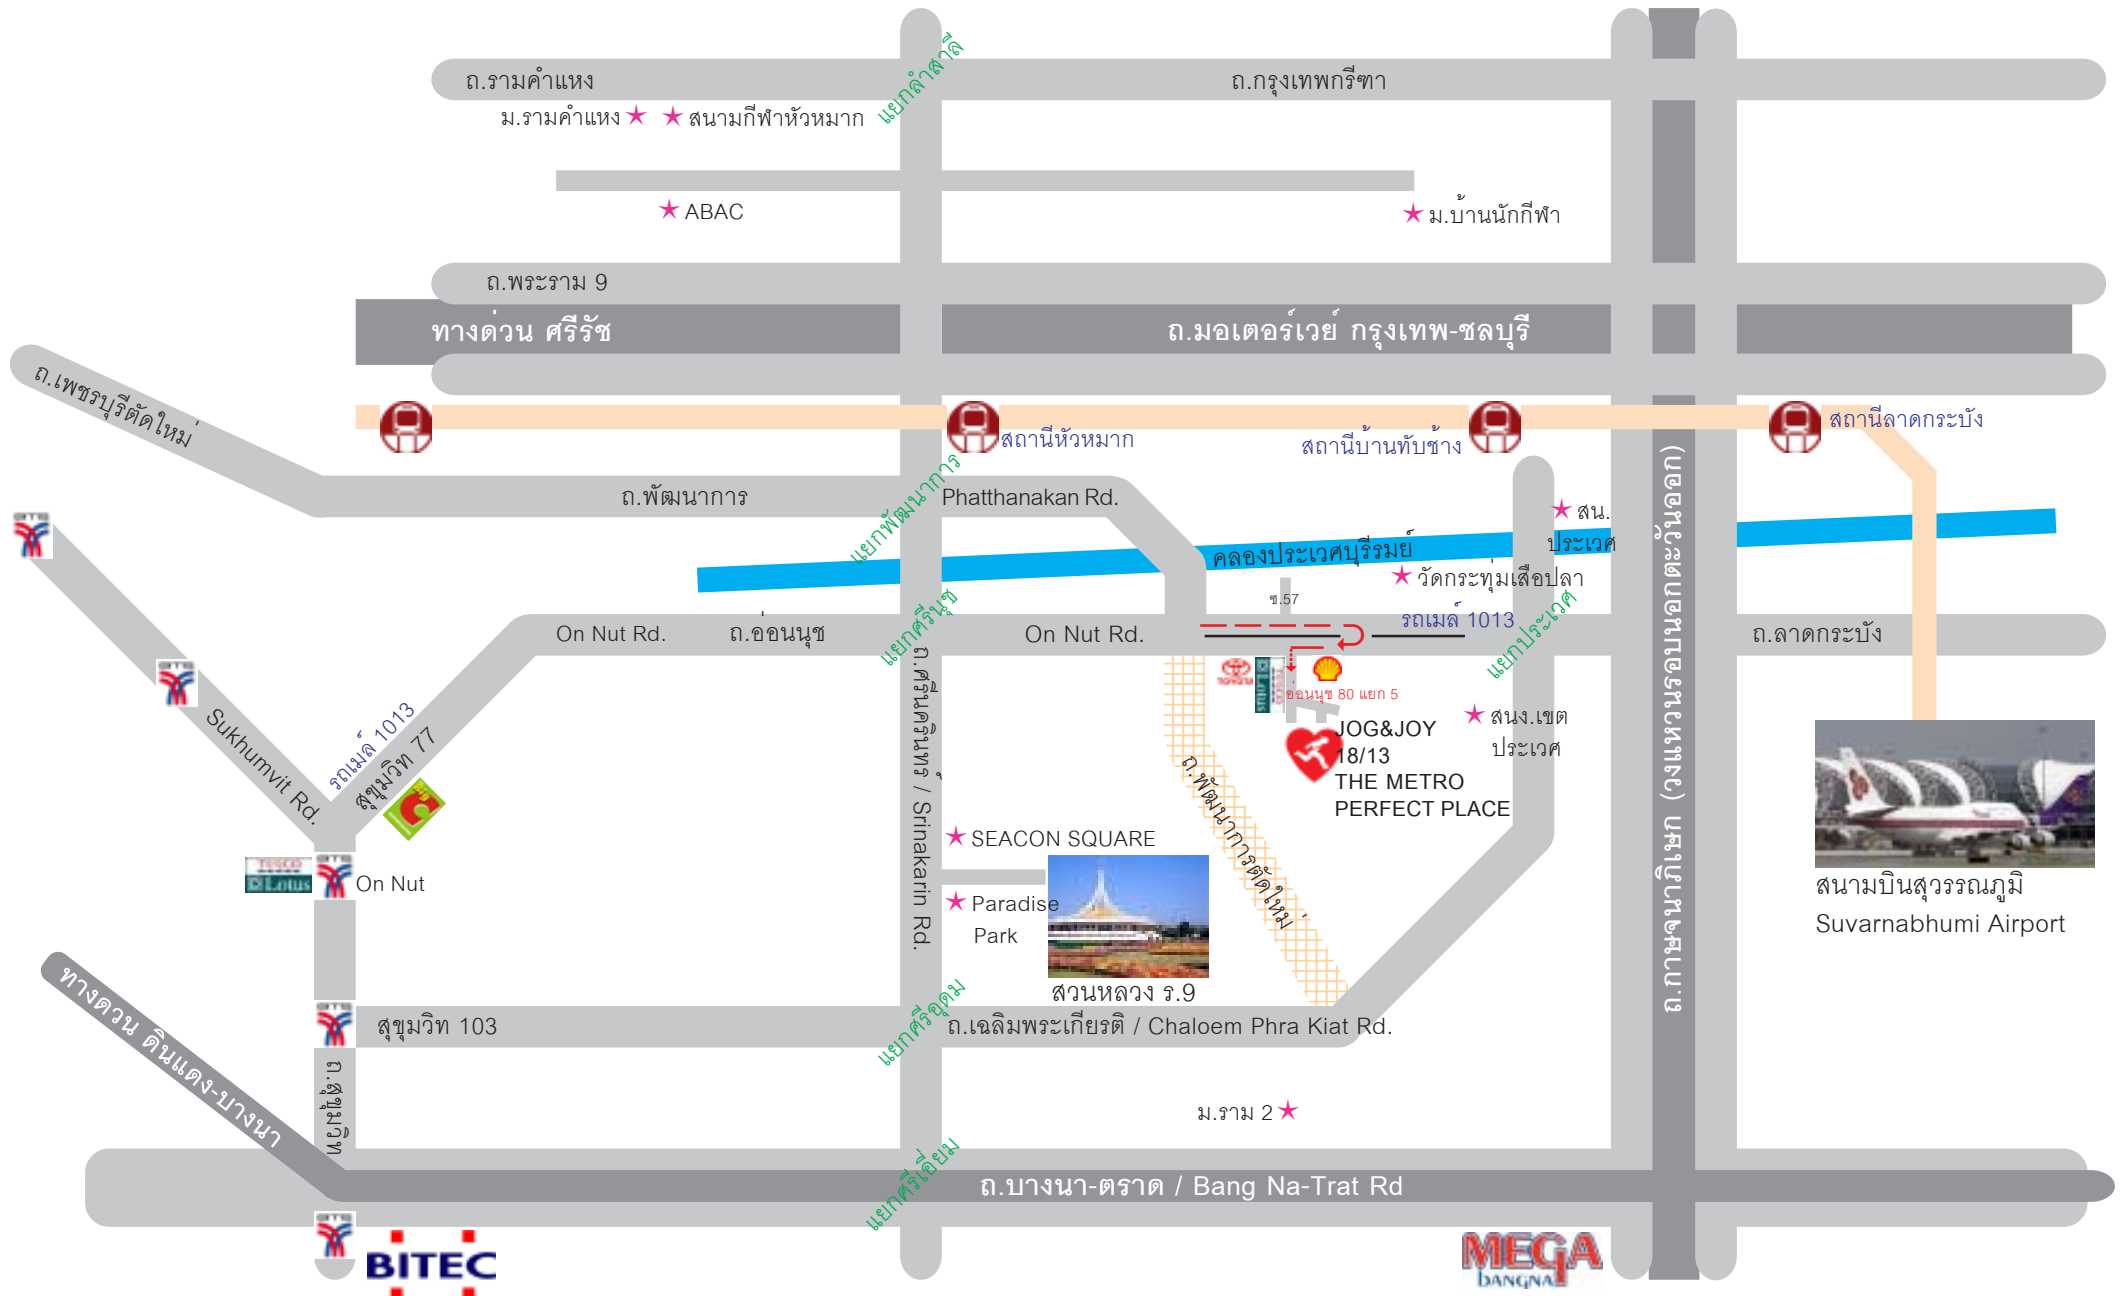 ถ.รามคำแหง
ถ.กรุงเทพกรีฑา
แยกลำสาลี
ม.รามคำแหง
สนามกีฬาหัวหมาก
ABAC
ม.บ้านนักกีฬา
ถ.พระราม 9
ทางด่วน ศรีรัช
ถ.มอเตอร์เวย์ กรุงเทพ-ชลบุรี
ถ.เพชรบุรีตัดใหม่
สถานีหัวหมาก
สถานีบ้านทับช้าง
สถานีลาดกระบัง
ถ.พัฒนาการ
Phatthanakan Rd.
แยกพัฒนาการ
สน.
ประเวศ
คลองประเวศบุรีรมย์
วัดกระทุ่มเสือปลา
ซ.57
รถเมล์ 1013
On Nut Rd.
ถ.อ่อนนุช
แยกศรีนุช
On Nut Rd.
แยกประเวศ
ถ.ลาดกระบัง
TOYOTA
อ่อนนุช 80 แยก 5
JOG&JOY
18/13
THE METRO
PERFECT PLACE
สนง.เขต
ประเวศ
BTS
BTS
Sukhumvit Rd.
รถเมล์ 1013
สุขุมวิท 77
TESCO
Lotus
BTS
On Nut
ถ.ศรีนครินทร์ / Srinakarin Rd.
SEACON SQUARE
Paradise
Park
สวนหลวง ร.9
ถ.พัฒนาการตัดใหม่
ถ.กาษจนาภิเษก (วงแหวนรอบนอกตะวันออก)
สนามบินสุวรรณภูมิ
Suvarnabhumi Airport
ทางด่วน ดินแดง-บางนา
BTS
สุขุมวิท 103
แยกศรีอุดม
ถ.เฉลิมพระเกียรติ / Chaloem Phra Kiat Rd.
ถ.สุขุมวิท
ม.ราม 2
แยกศรีเอี่ยม
ถ.บางนา-ตราด / Bang Na-Trat Rd
BTS
BITEC
MEGA
BANGNA